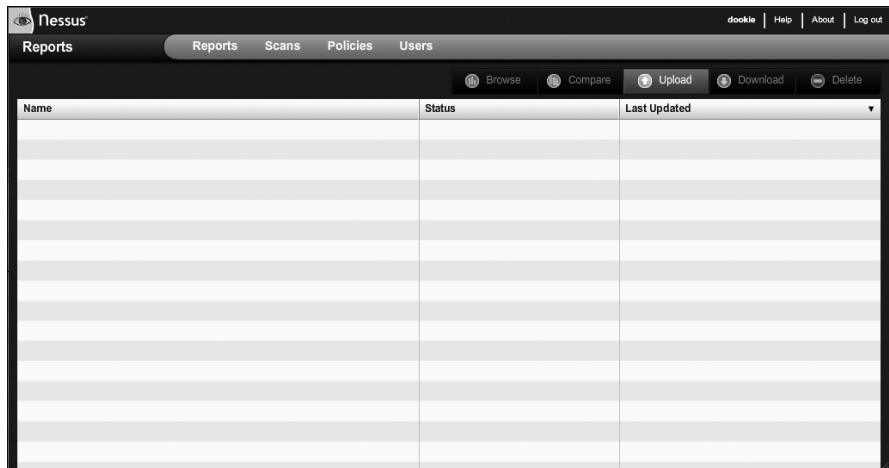 Nessus
dookie | Help | About | Log out
Reports
Reports Scans Policies Users
Browse Compare Upload Download Delete
Name Status Last Updated